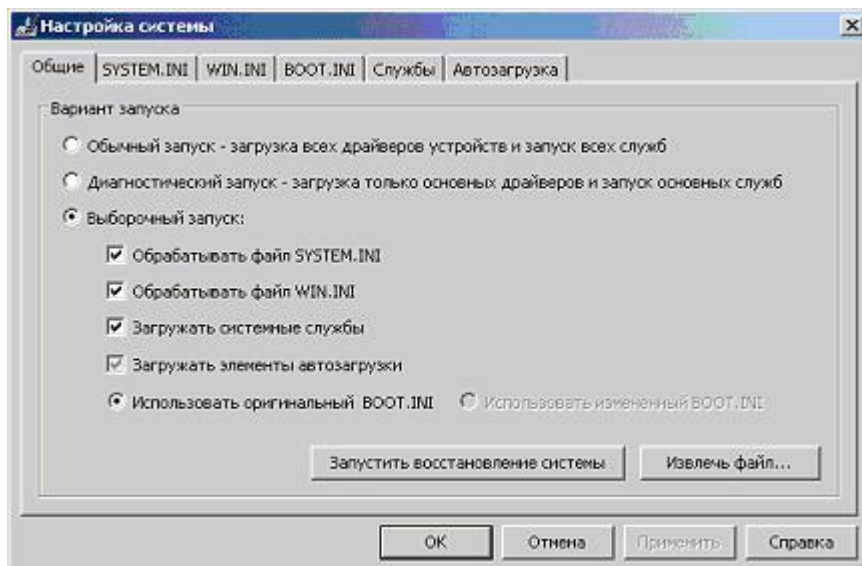 Настройка системы
Общие SYSTEM.INI WIN.INI BOOT.INI Службы Автозагрузка
Вариант запуска
Обычный запуск - загрузка всех драйверов устройств и запуск всех служб
Диагностический запуск - загрузка только основных драйверов и запуск основных служб
Выборочный запуск:
Обрабатывать файл SYSTEM.INI
Обрабатывать файл WIN.INI
Загружать системные службы
Загружать элементы автозагрузки
Использовать оригинальный BOOT.INI Использовать измененный BOOT.INI
Запустить восстановление системы Извлечь файл...
OK Отмена Применить Справка